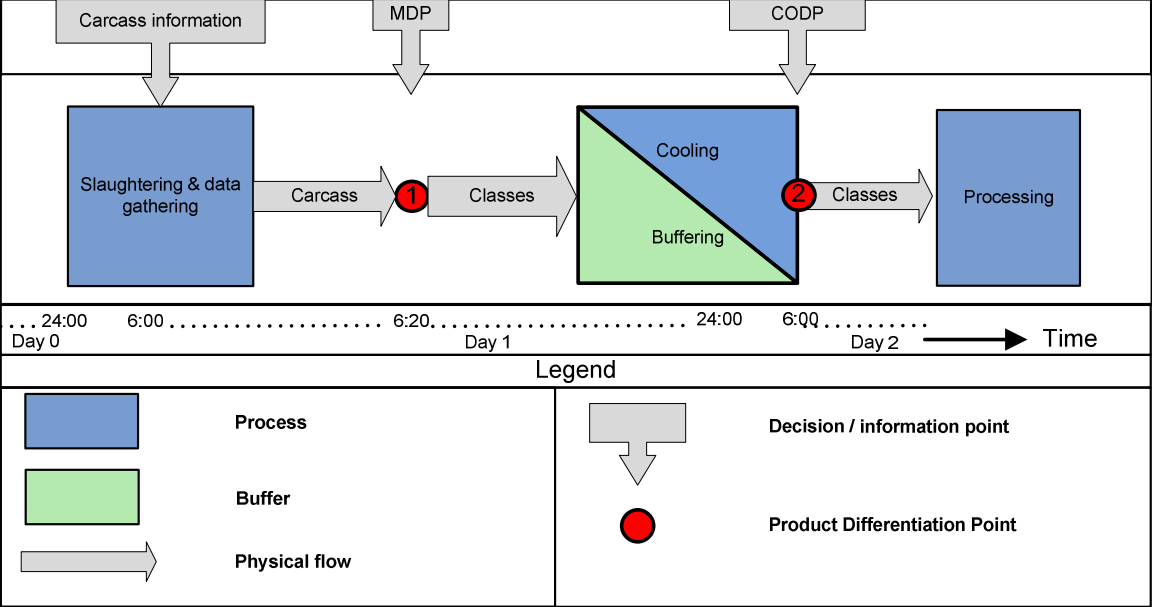 Carcass information
MDP
CODP
Slaughtering & data
gathering
Carcass
1
Classes
Cooling
Buffering
2
Classes
Processing
....24:00 6:00 6:20 24:00 6:00
Day 0 Day 1 Day 2 Time
Legend
Process
Buffer
Physical flow
Decision / information point
Product Differentiation Point